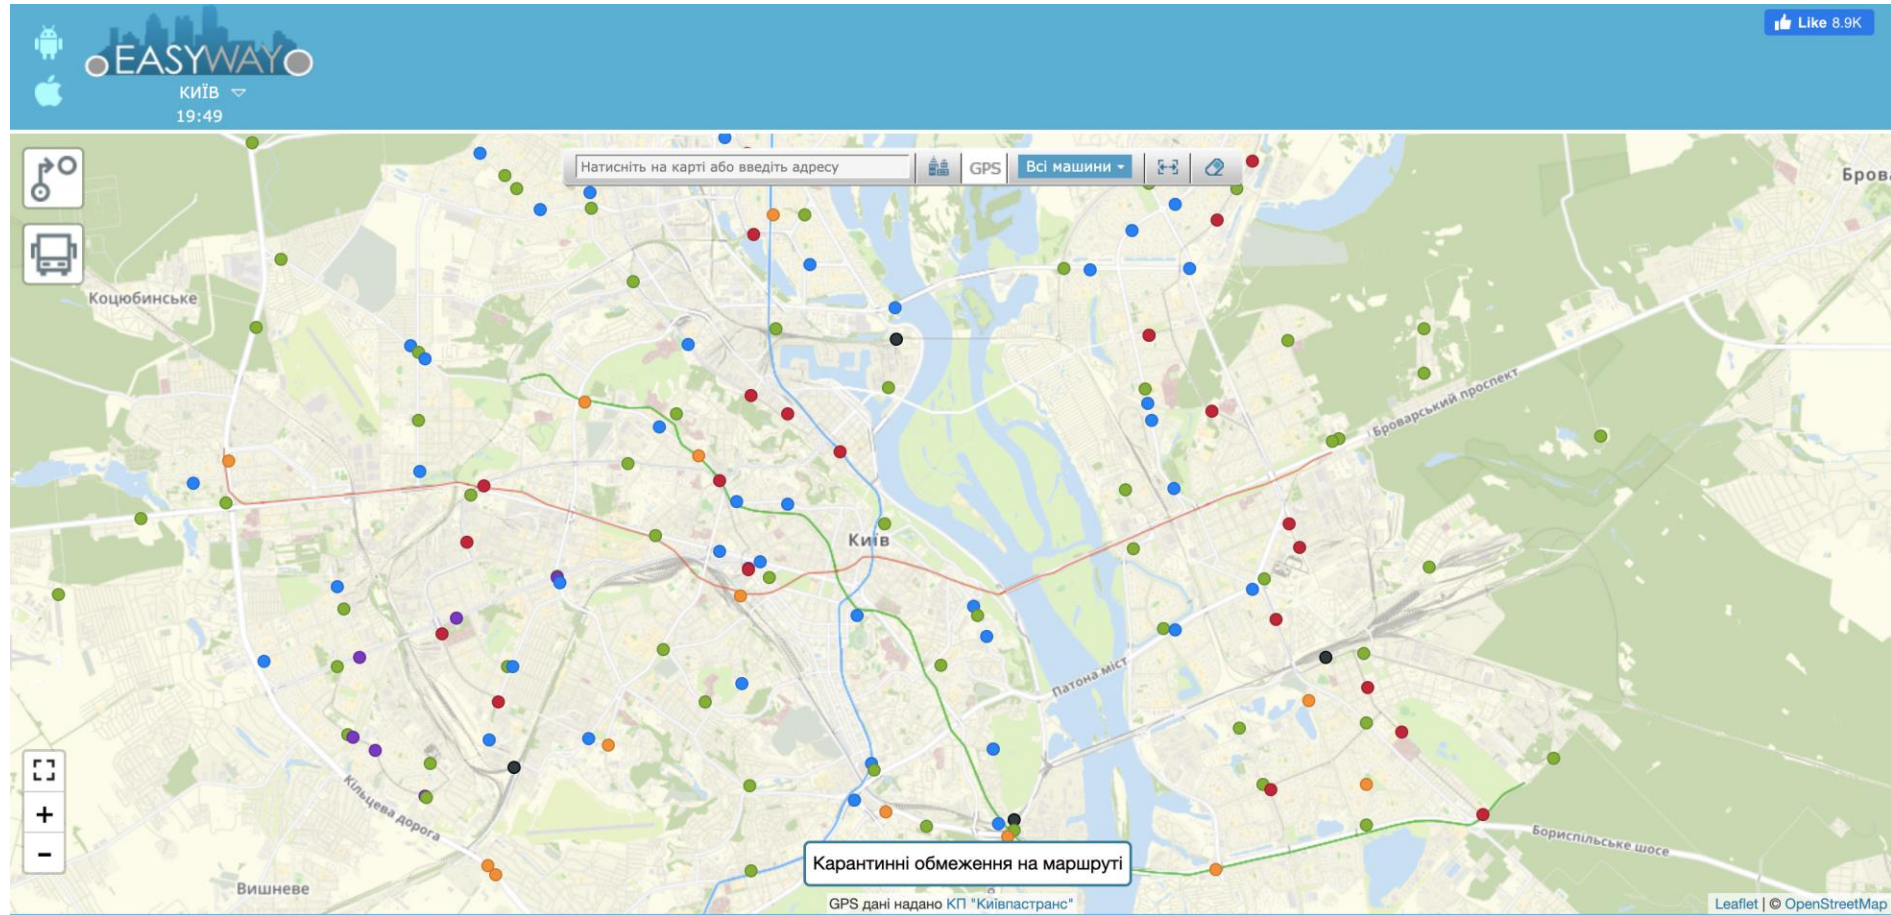 Like 8.9K
EASYWAY
КИЇВ
19:49
Натисніть на карті або введіть адресу
GPS
Всі машини
Коцюбинське
Броварський проспект
Київ
Патона міст
Кільцева дорога
Бориспільське шосе
Вишневе
+
-
Карантинні обмеження на маршруті
GPS дані надано КП "Київпастранс"
Leaflet | © OpenStreetMap